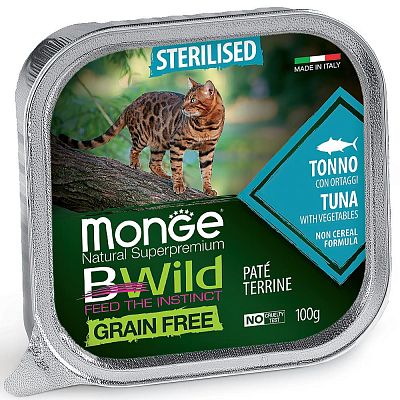 STERILISED
MADE IN ITALY
TONNO
CON ORTAGGI
TUNA
WITH VEGETABLES
NON CEREAL
FORMULA
MONGE
Natural Superpremium
BWild
FEED THE INSTINCT
GRAIN FREE
PATÉ
TERRINE
NO CRUELTY
TEST
100g